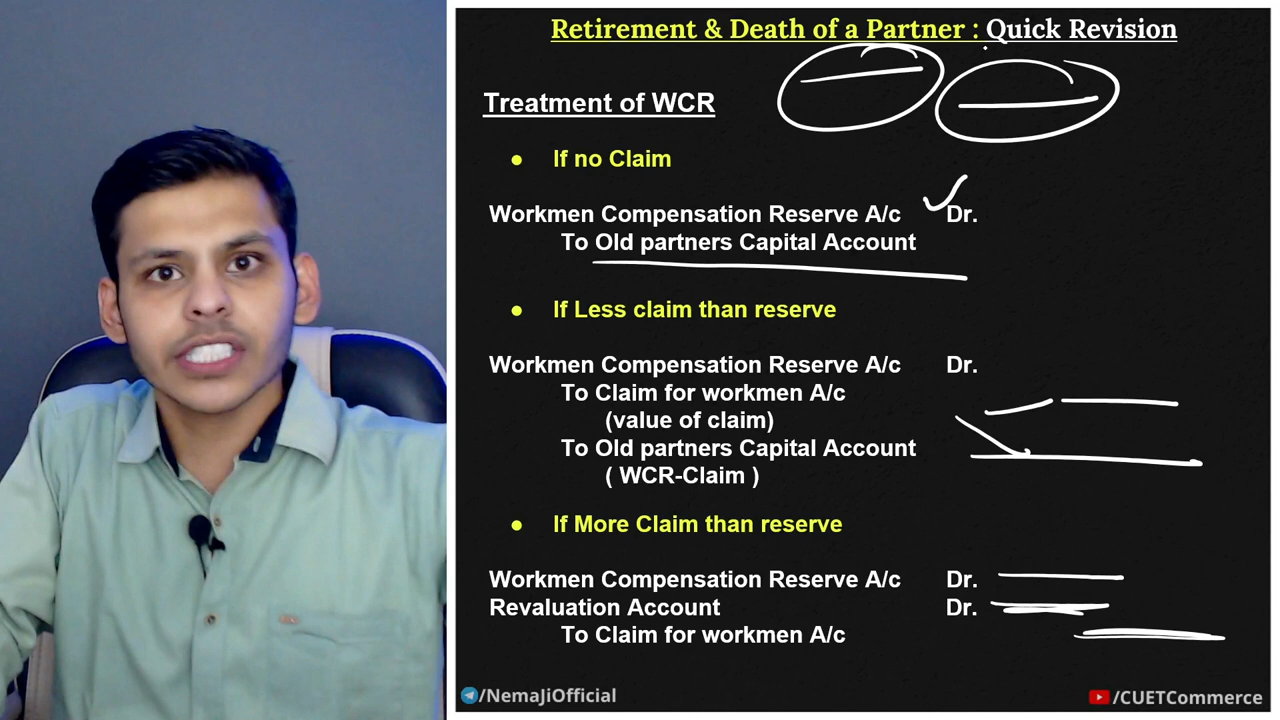 Retirement & Death of a Partner : Quick Revision
Treatment of WCR
● If no Claim
Workmen Compensation Reserve A/c Dr.
To Old partners Capital Account
● If Less claim than reserve
Workmen Compensation Reserve A/c Dr.
To Claim for workmen A/c
(value of claim)
To Old partners Capital Account
( WCR-Claim )
● If More Claim than reserve
Workmen Compensation Reserve A/c Dr.
Revaluation Account Dr.
To Claim for workmen A/c
/NemaJiOfficial
/CUETCommerce